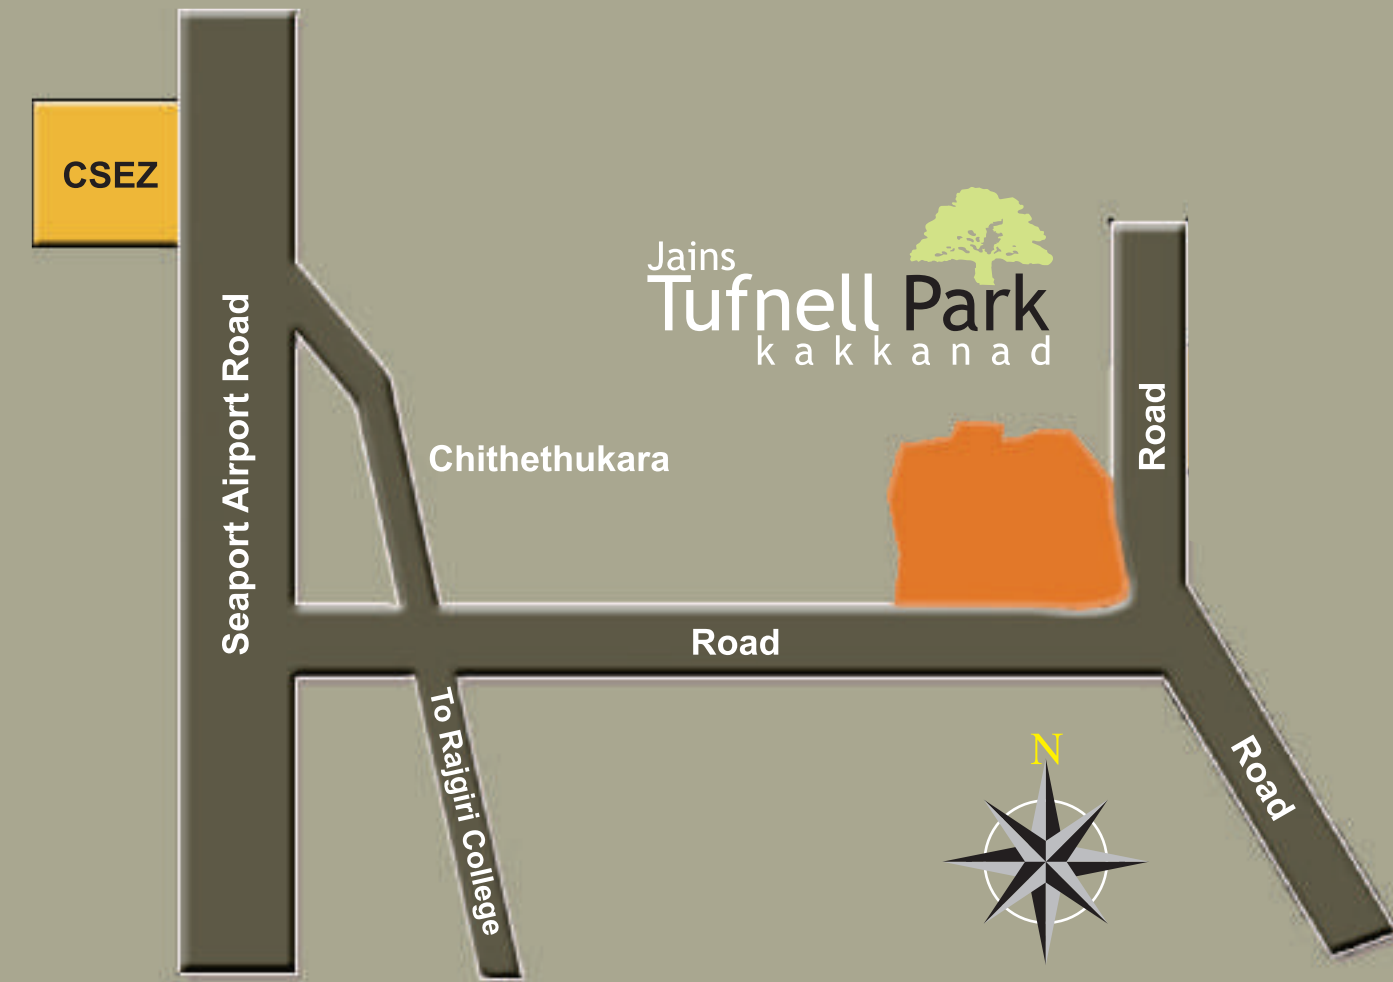 CSEZ
Seaport Airport Road
Jains
Tufnell Park
kakkanad
Chithethukara
Road
Road
To Rajgiri College
Road
N